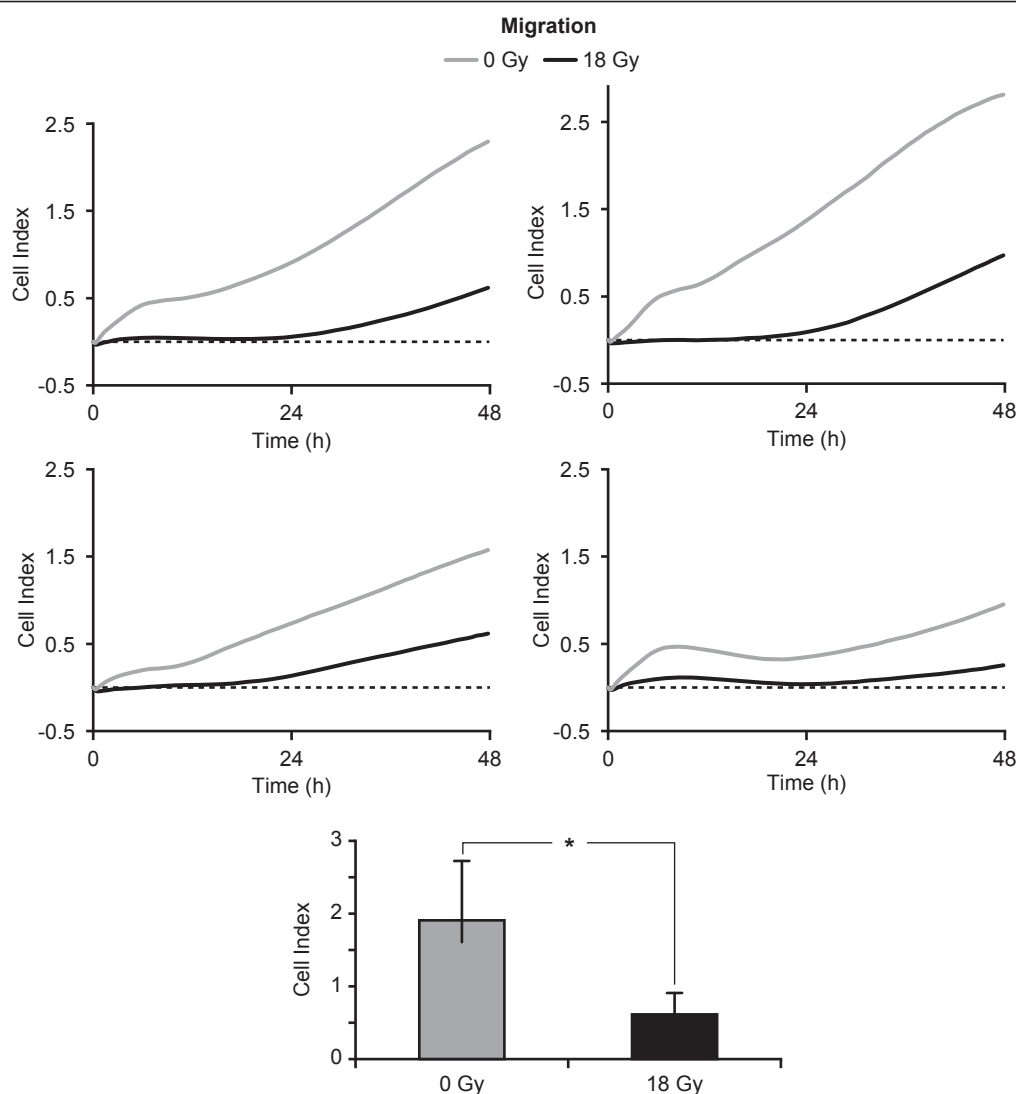 Migration
0 Gy 18 Gy
2.5
1.5
0.5
-0.5
Cell Index
0 24 48
Time (h)
2.5
1.5
0.5
-0.5
Cell Index
0 24 48
Time (h)
2.5
1.5
0.5
-0.5
Cell Index
0 24 48
Time (h)
2.5
1.5
0.5
-0.5
Cell Index
0 24 48
Time (h)
3
2
1
0
Cell Index
*
0 Gy 18 Gy